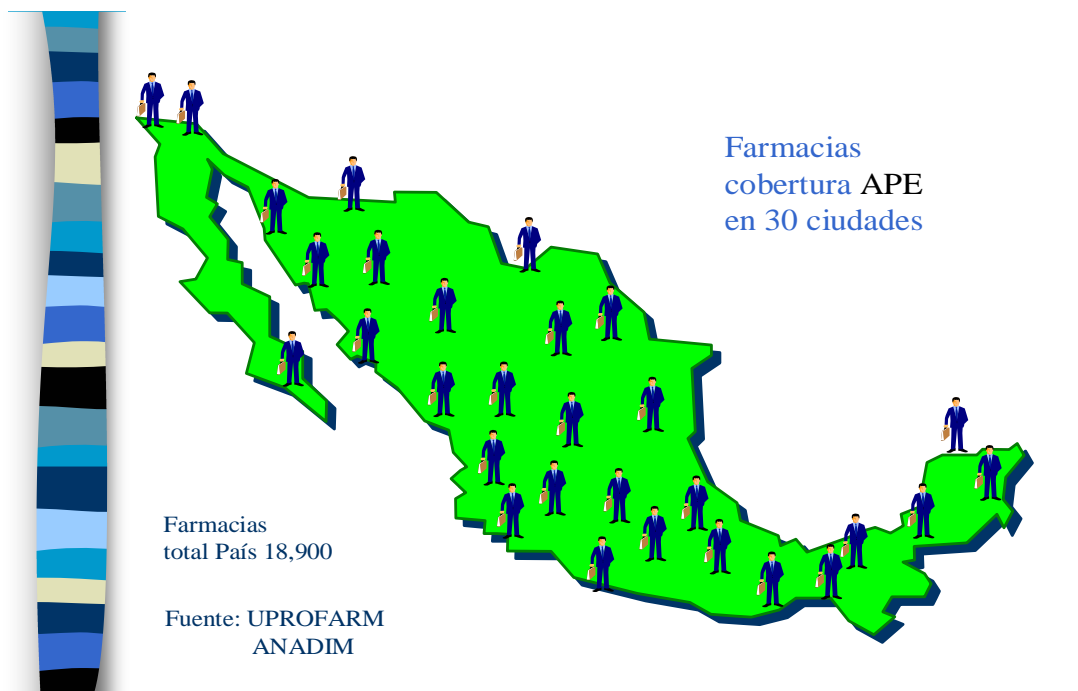 Farmacias
cobertura APE
en 30 ciudades
Farmacias
total País 18,900
Fuente: UPROFARM
ANADIM